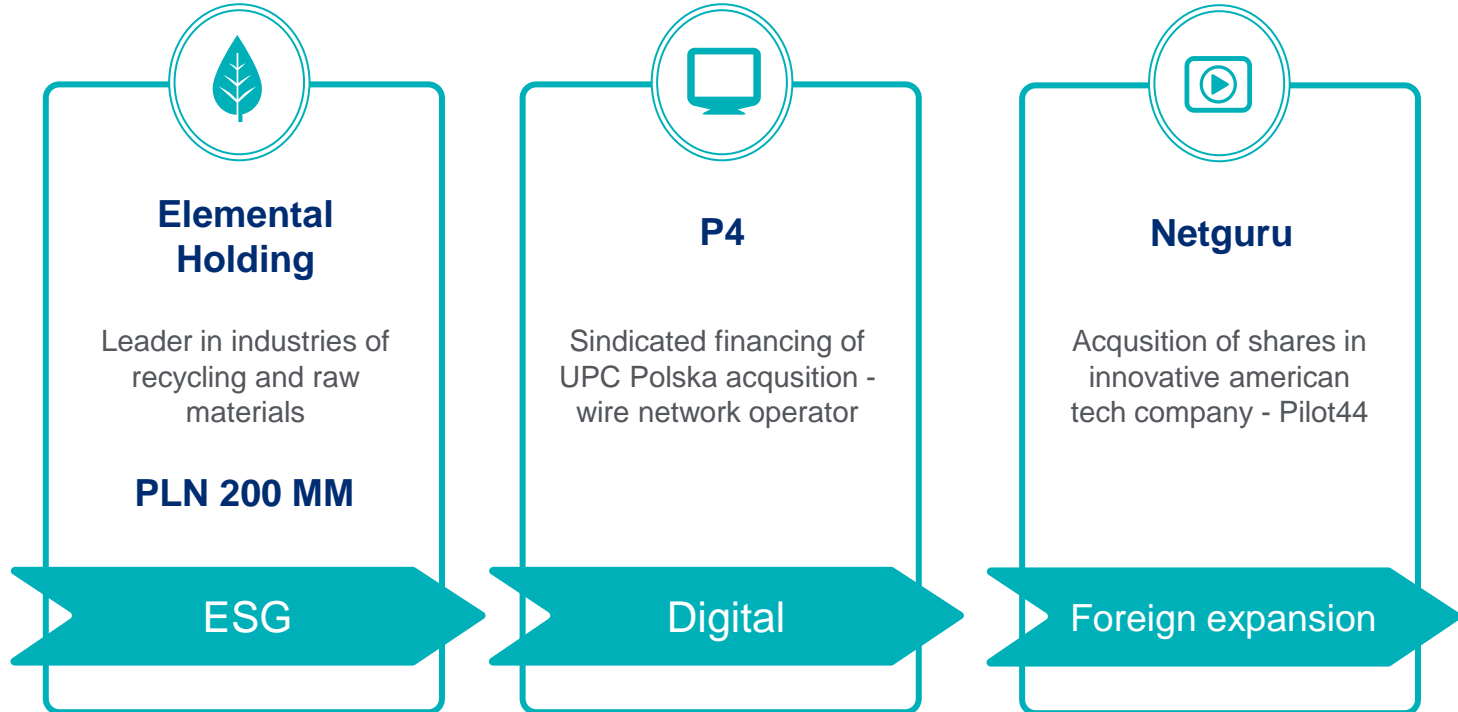 Elemental
Holding
Leader in industries of
recycling and raw
materials
PLN 200 MM
ESG
P4
Sindicated financing of
UPC Polska acqusition -
wire network operator
Digital
Netguru
Acqusition of shares in
innovative american
tech company - Pilot44
Foreign expansion